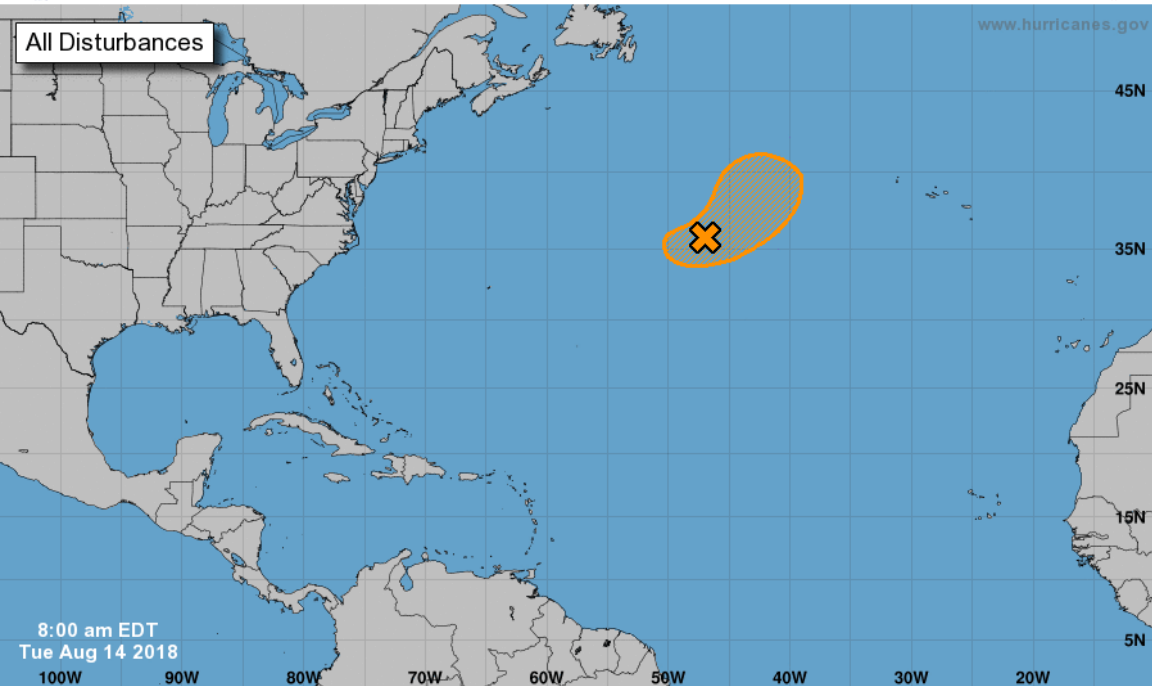 www.hurricanes.gov
All Disturbances
45N
35N
25N
15N
8:00 am EDT
Tue Aug 14 2018
5N
100W 90W 80W 70W 60W 50W 40W 30W 20W